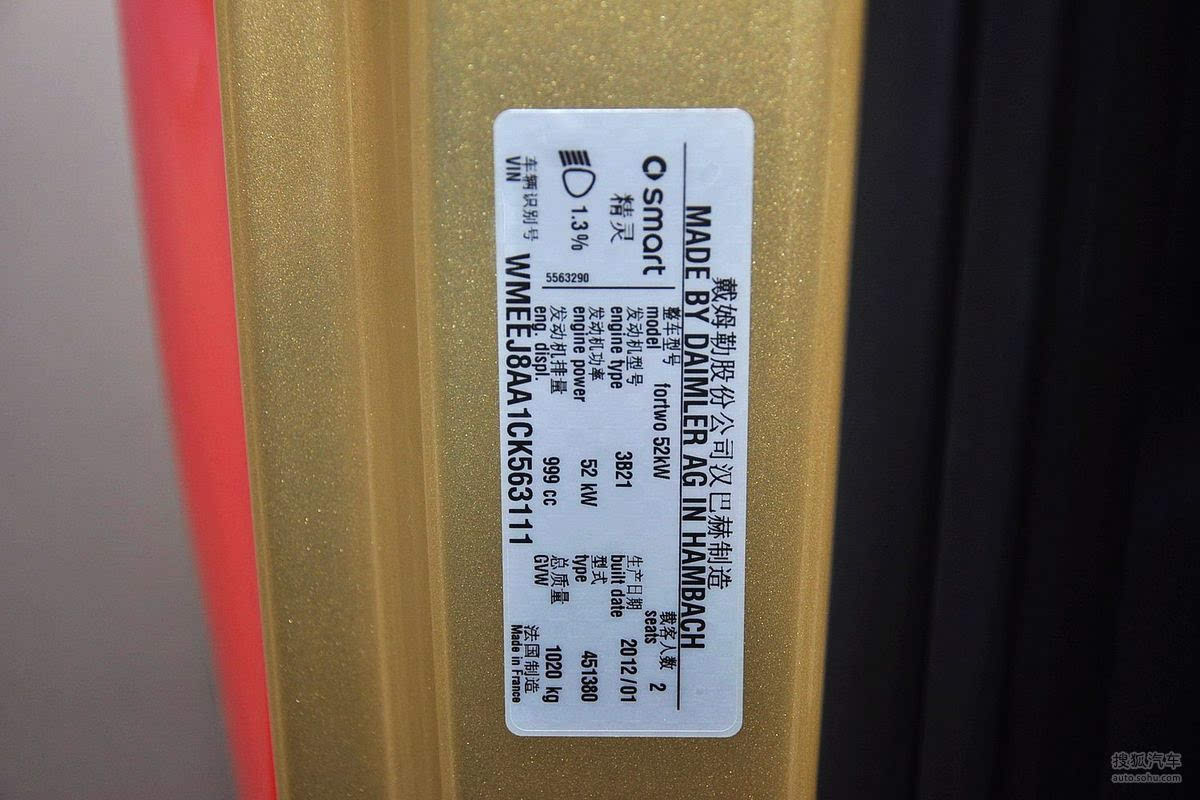 戴姆勒股份公司汉巴赫制造
MADE BY DAIMLER AG IN HAMBACH
smart
精灵
1.3%
5563290
整车型号
model fortwo 52kW
载客人数
seats 2
发动机型号
engine type 3B21
生产日期
built date 2012/01
发动机功率
engine power 52 kW
型式
type 451380
发动机排量
eng. displ. 999 cc
总质量
GVW 1020 kg
车辆识别号
VIN WMEEJ8AA1CK563111
法国制造
Made in France
搜狐汽车
auto.sohu.com